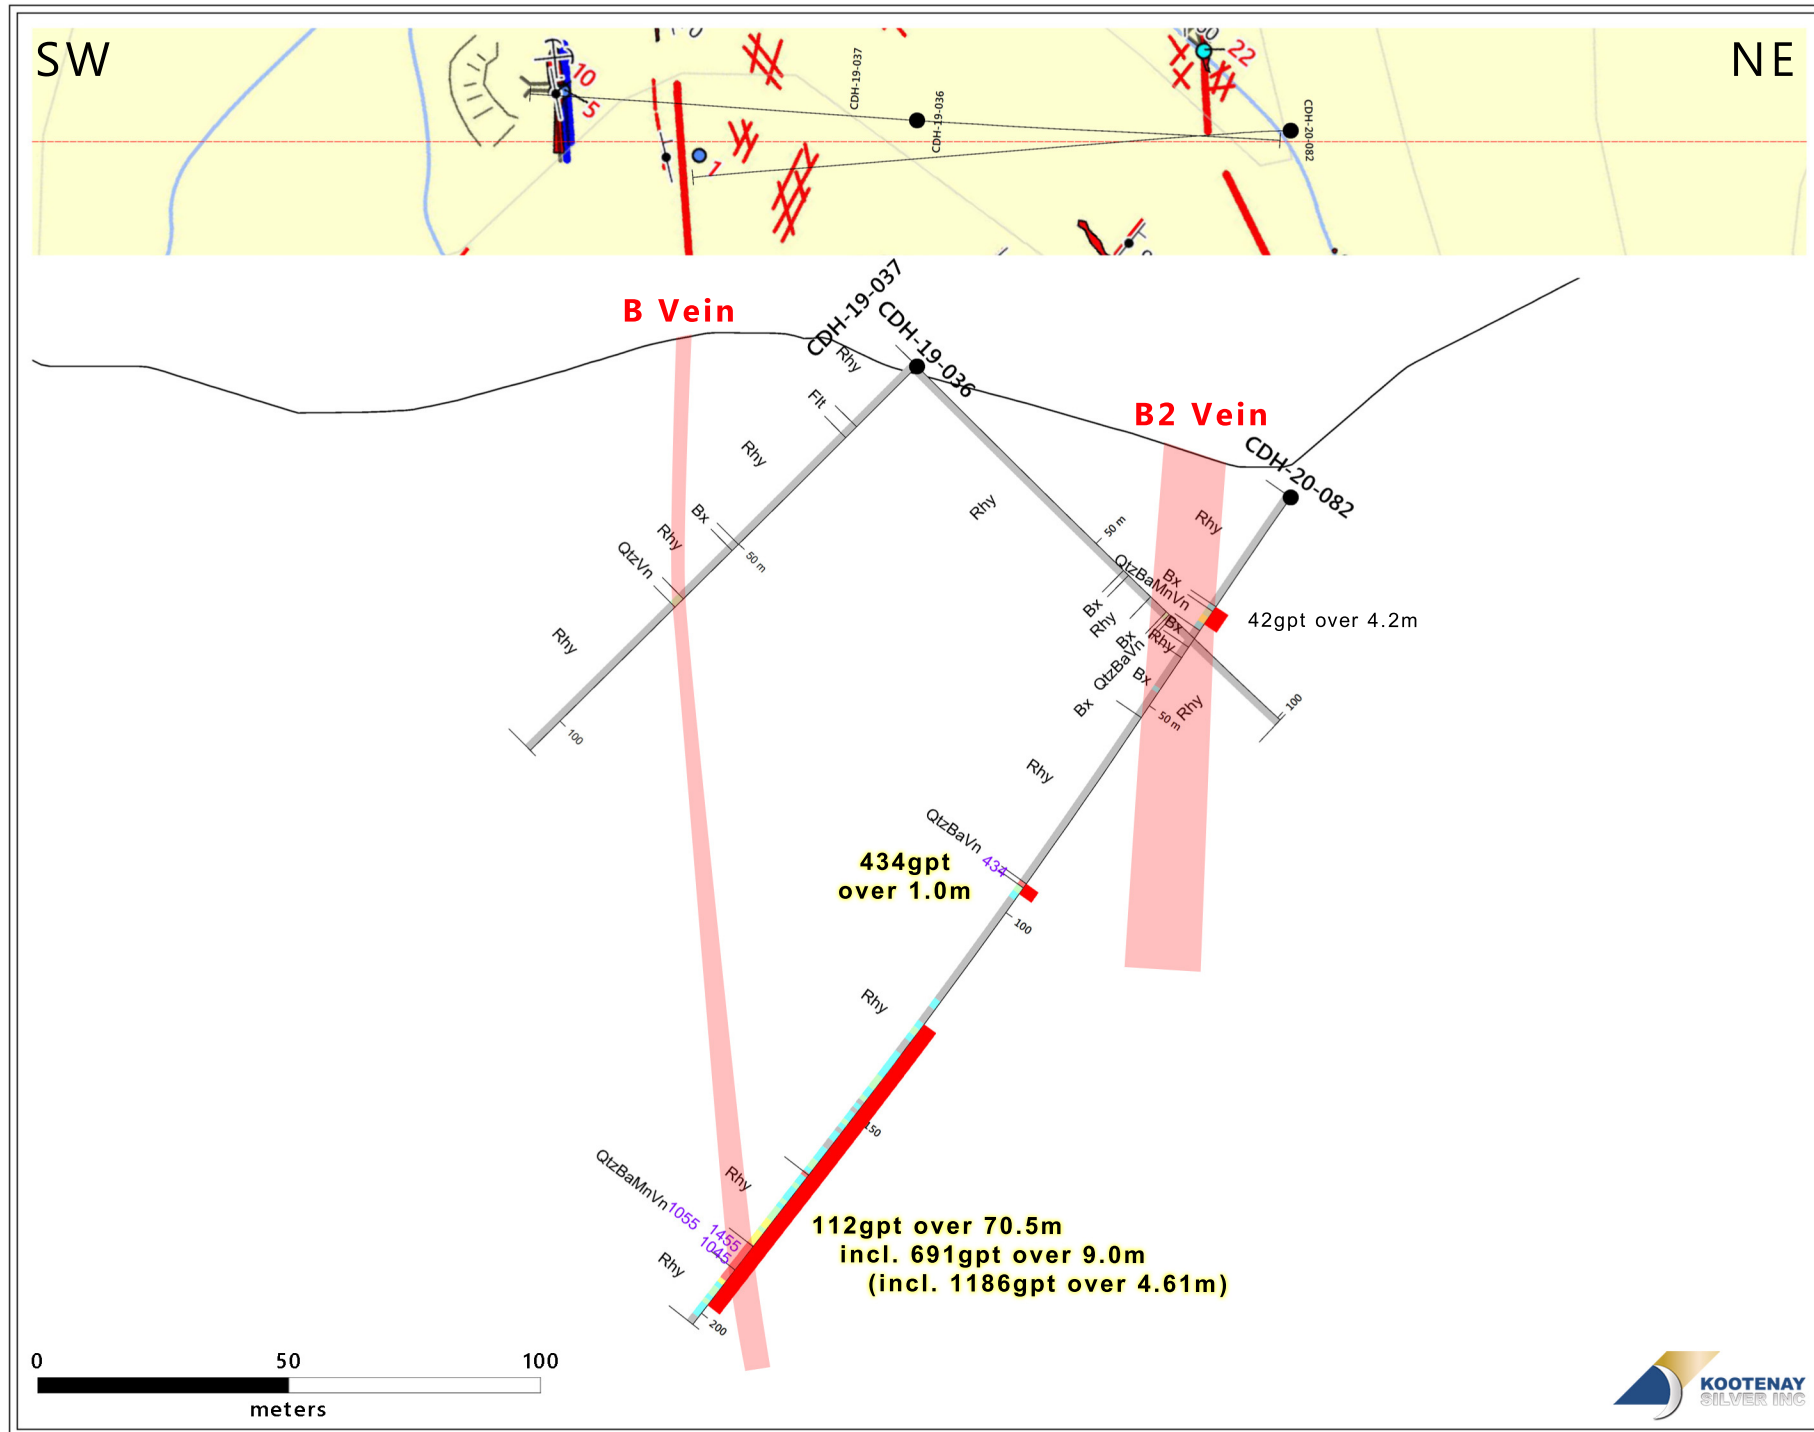 SW
NE
10
5
1
22
CDH-19-037
CDH-19-036
CDH-20-082
B Vein
CDH-19-037
CDH-19-036
B2 Vein
CDH-20-082
Rhy
Flt
Rhy
Bx
Rhy
QtzVn
50 m
Rhy
100
Rhy
50 m
Rhy
QtzBaMnVn
Bx
Bx
Rhy
Bx
Bx
Rhy
QtzBaVn
Bx
Bx
Rhy
50 m
100
42gpt over 4.2m
Rhy
QtzBaVn
434
434gpt
over 1.0m
100
Rhy
150
Rhy
QtzBaMnVn
1055
1455
1045
Rhy
200
112gpt over 70.5m
incl. 691gpt over 9.0m
(incl. 1186gpt over 4.61m)
0 50 100
meters
KOOTENAY
SILVER INC